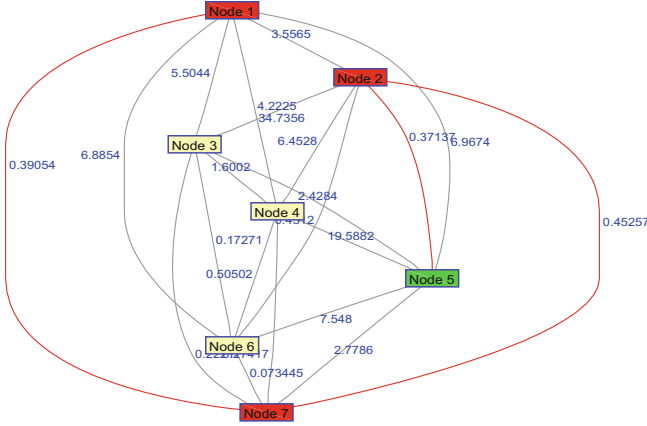 Node 1
3.5565
Node 2
5.5044
4.2225
34.7356
0.37137
6.9674
6.4528
Node 3
6.8854
0.39054
1.6002
2.4284
Node 4
0.45257
0.17271
19.5882
0.50502
Node 5
7.548
Node 6
2.7786
0.073445
Node 7